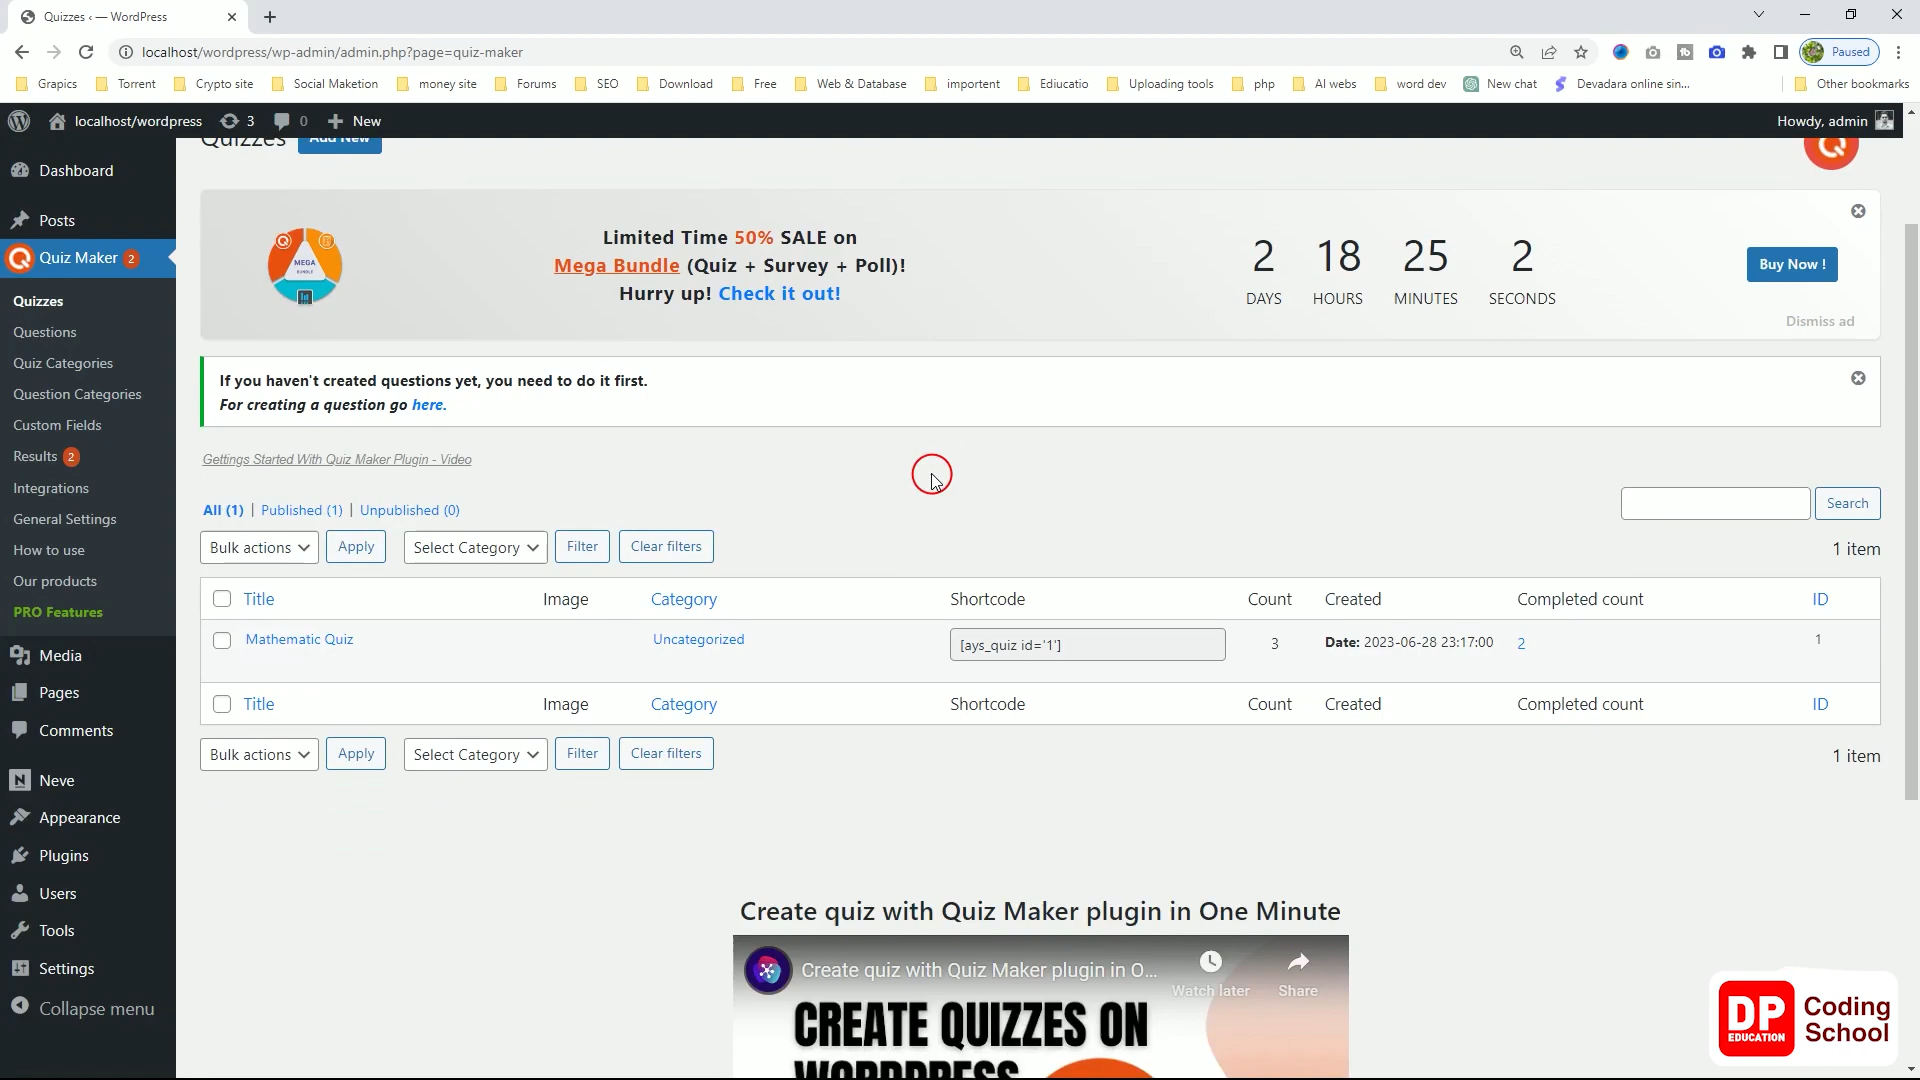 Quizzes ‹ — WordPress
localhost/wordpress/wp-admin/admin.php?page=quiz-maker
Paused
Grapics
Torrent
Crypto site
Social Maketion
money site
Forums
SEO
Download
Free
Web & Database
importent
Educatio
Uploading tools
php
AI webs
word dev
New chat
Devadara online sin...
Other bookmarks
localhost/wordpress
3
0
New
Howdy, admin
Quizzes
Add New
Dashboard
Posts
Quiz Maker 2
Quizzes
Questions
Quiz Categories
Question Categories
Custom Fields
Results 2
Integrations
General Settings
How to use
Our products
PRO Features
Media
Pages
Comments
Neve
Appearance
Plugins
Users
Tools
Settings
Collapse menu
MEGA
BUNDLE
Limited Time 50% SALE on
Mega Bundle (Quiz + Survey + Poll)!
Hurry up! Check it out!
2 18 25 2
DAYS HOURS MINUTES SECONDS
Buy Now !
Dismiss ad
If you haven't created questions yet, you need to do it first.
For creating a question go here.
Gettings Started With Quiz Maker Plugin - Video
All (1) | Published (1) | Unpublished (0)
Search
Bulk actions Apply Select Category Filter Clear filters
1 item
Title Image Category Shortcode Count Created Completed count ID
Mathematic Quiz Uncategorized [ays_quiz id='1'] 3 Date: 2023-06-28 23:17:00 2 1
Title Image Category Shortcode Count Created Completed count ID
Bulk actions Apply Select Category Filter Clear filters
1 item
Create quiz with Quiz Maker plugin in One Minute
Create quiz with Quiz Maker plugin in O...
Watch later
Share
CREATE QUIZZES ON
WORDPRESS
DP
EDUCATION
Coding
School